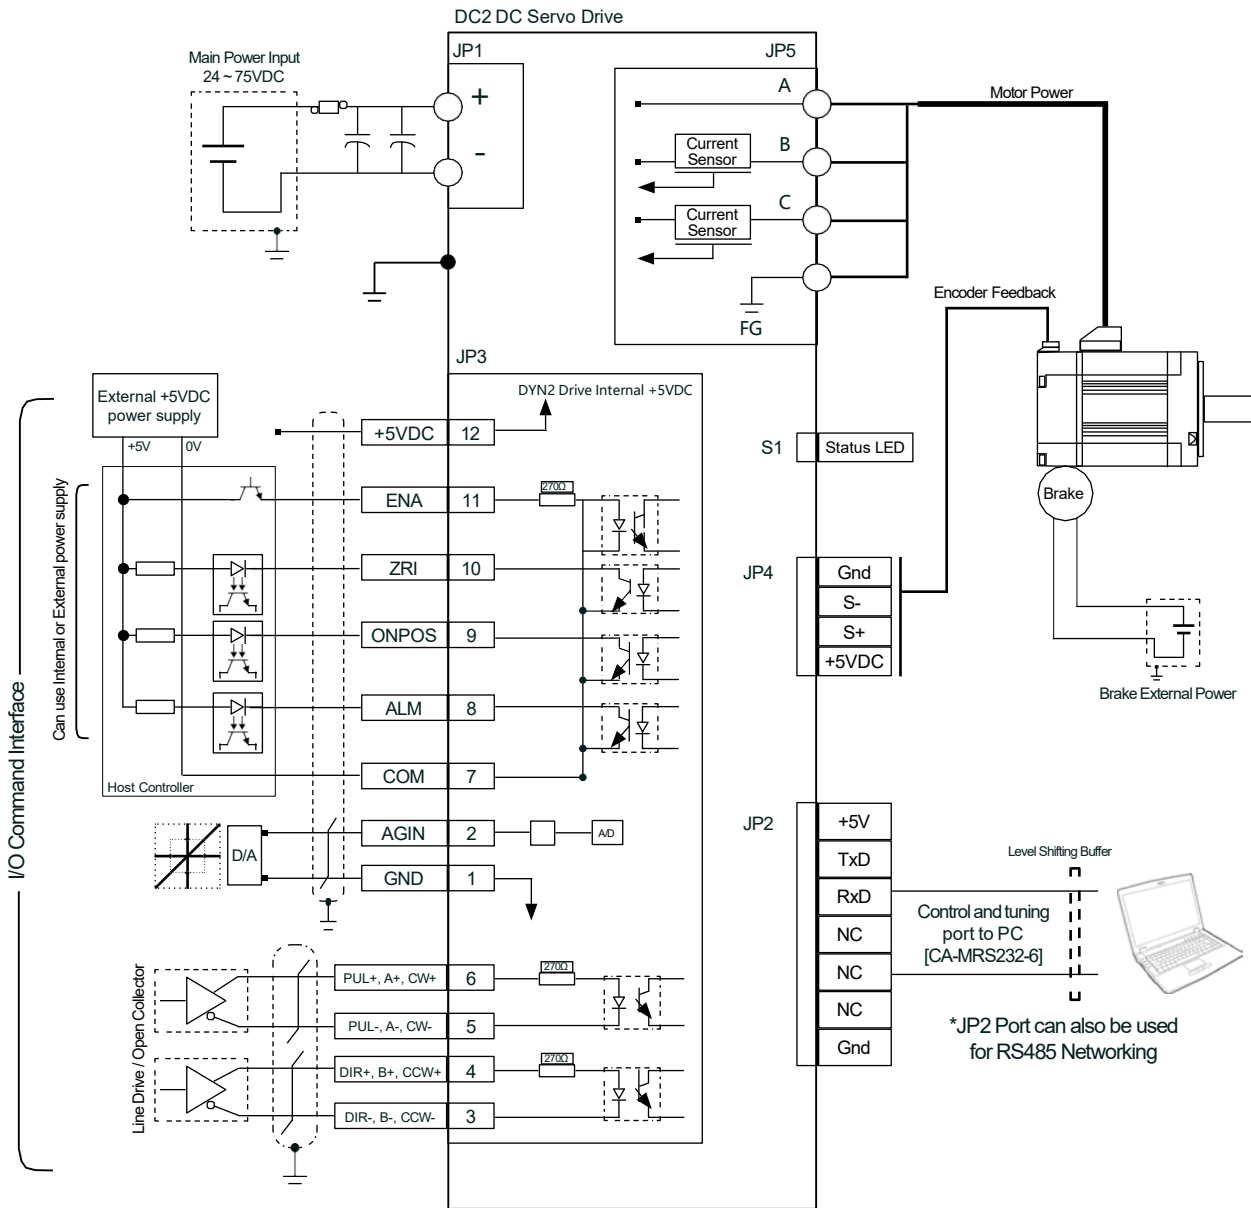 DC2 DC Servo Drive
Main Power Input
24 ~ 75VDC
JP1
+
-
JP5
A
Current
Sensor
B
Current
Sensor
C
FG
Motor Power
Encoder Feedback
Brake
Brake External Power
JP3
DYN2 Drive Internal +5VDC
External +5VDC
power supply
+5V
0V
I/O Command Interface
Can use Internal or External power supply
Host Controller
+5VDC 12
ENA 11
270Ω
ZRI 10
ONPOS 9
ALM 8
COM 7
D/A
AGIN 2
A/D
GND 1
Line Drive / Open Collector
PUL+, A+, CW+ 6
270Ω
PUL-, A-, CW- 5
DIR+, B+, CCW+ 4
270Ω
DIR-, B-, CCW- 3
S1
Status LED
JP4
Gnd
S-
S+
+5VDC
JP2
+5V
TxD
RxD
NC
NC
NC
Gnd
Level Shifting Buffer
Control and tuning
port to PC
[CA-MRS232-6]
*JP2 Port can also be used
for RS485 Networking